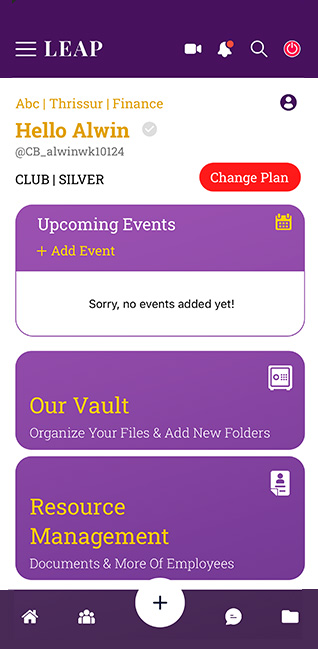 LEAP
Abc | Thrissur | Finance
Hello Alwin
@CB_alwinwk10124
CLUB | SILVER
Change Plan
Upcoming Events
+ Add Event
Sorry, no events added yet!
Our Vault
Organize Your Files & Add New Folders
Resource
Management
Documents & More Of Employees
+